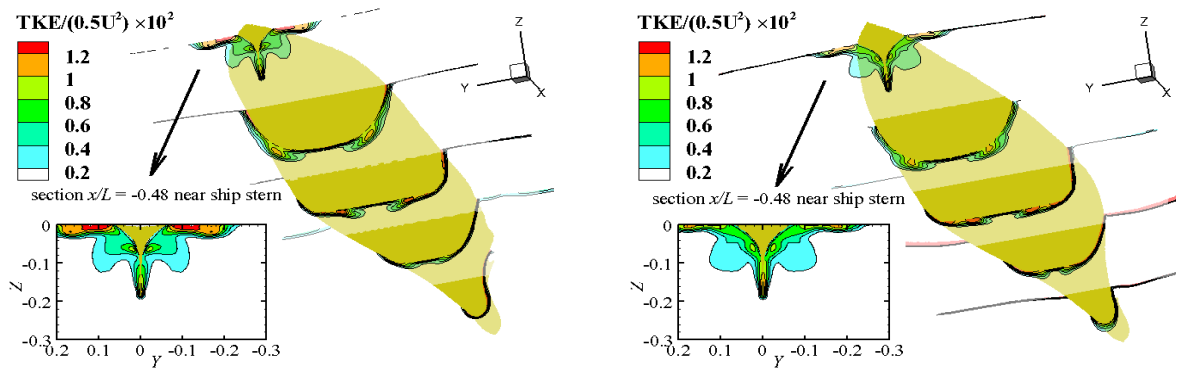 TKE/(0.5U²) ×10²
1.2
1
0.8
0.6
0.4
0.2
Z
Y
X
section x/L = -0.48 near ship stern
0
-0.1
-0.2
-0.3
Z
0.2 0.1 0 -0.1 -0.2 -0.3
Y
TKE/(0.5U²) ×10²
1.2
1
0.8
0.6
0.4
0.2
Z
Y
X
section x/L = -0.48 near ship stern
0
-0.1
-0.2
-0.3
Z
0.2 0.1 0 -0.1 -0.2 -0.3
Y